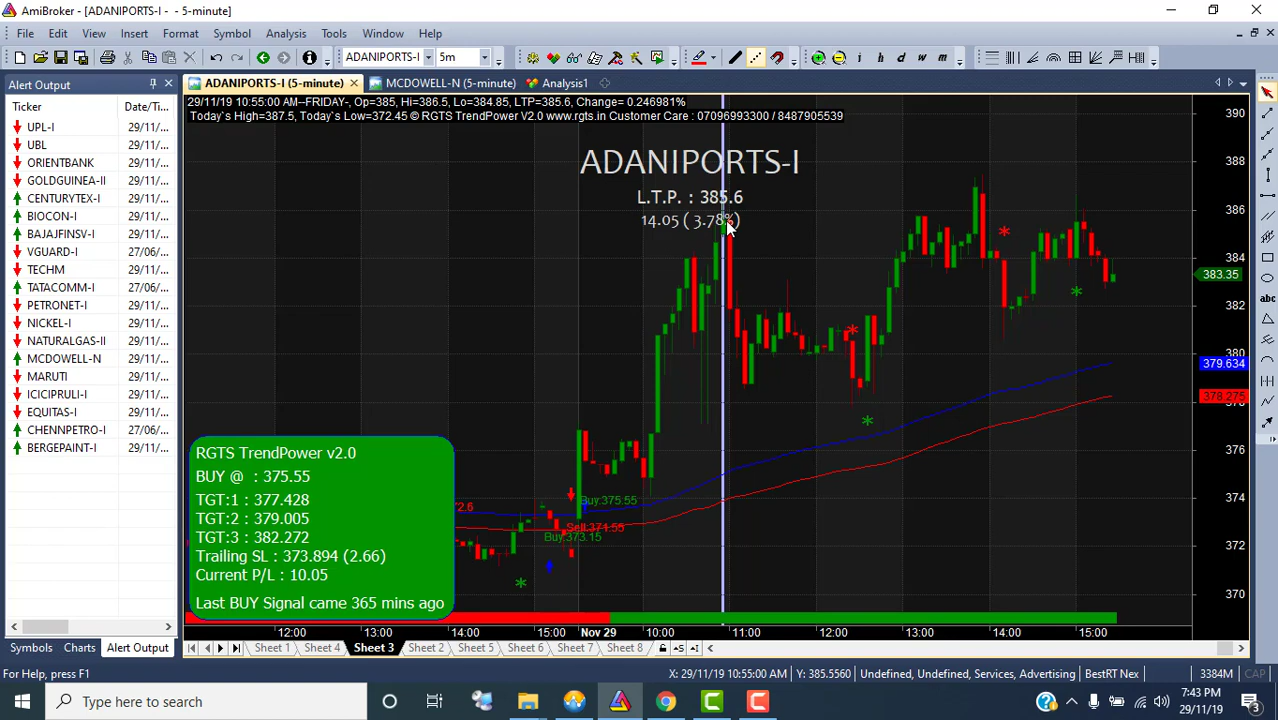 AmiBroker - [ADANIPORTS-I - - 5-minute]
File Edit View Insert Format Symbol Analysis Tools Window Help
ADANIPORTS-I 5m i h d w m
Alert Output
ADANIPORTS-I (5-minute) MCDOWELL-N (5-minute) Analysis1
Ticker Date/Ti...
UPL-I 29/11/...
UBL 29/11/...
ORIENTBANK 29/11/...
GOLDGUINEA-II 29/11/...
CENTURYTEX-I 29/11/...
BIOCON-I 29/11/...
BAJAJFINSV-I 29/11/...
VGUARD-I 27/06/...
TECHM 29/11/...
TATACOMM-I 27/06/...
PETRONET-I 29/11/...
NICKEL-I 29/11/...
NATURALGAS-II 29/11/...
MCDOWELL-N 29/11/...
MARUTI 29/11/...
ICICIPRULI-I 29/11/...
EQUITAS-I 29/11/...
CHENNPETRO-I 27/06/...
BERGEPAINT-I 29/11/...
Symbols Charts Alert Output
29/11/19 10:55:00 AM--FRIDAY-, Op=385, Hi=386.5, Lo=384.85, LTP=385.6, Change= 0.246981%
Today`s High=387.5, Today`s Low=372.45 © RGTS TrendPower V2.0 www.rgts.in Customer Care : 07096993300 / 8487905539
ADANIPORTS-I
L.T.P. : 385.6
14.05 ( 3.78%)
390
388
386
384
383.35
382
380
379.634
378.275
378
376
374
372
370
abc
RGTS TrendPower v2.0
BUY @ : 375.55
TGT:1 : 377.428
TGT:2 : 379.005
TGT:3 : 382.272
Trailing SL : 373.894 (2.66)
Current P/L : 10.05
Last BUY Signal came 365 mins ago
72.6
Buy:375.55
Sell:371.55
Buy:373.15
12:00 13:00 14:00 15:00 Nov 29 10:00 11:00 12:00 13:00 14:00 15:00
Sheet 1 Sheet 4 Sheet 3 Sheet 2 Sheet 5 Sheet 6 Sheet 7 Sheet 8
For Help, press F1 X: 29/11/19 10:55:00 AM Y: 385.5560 Undefined, Undefined, Services, Advertising BestRT Nex 3384M CAP
Type here to search
7:43 PM
29/11/19
3